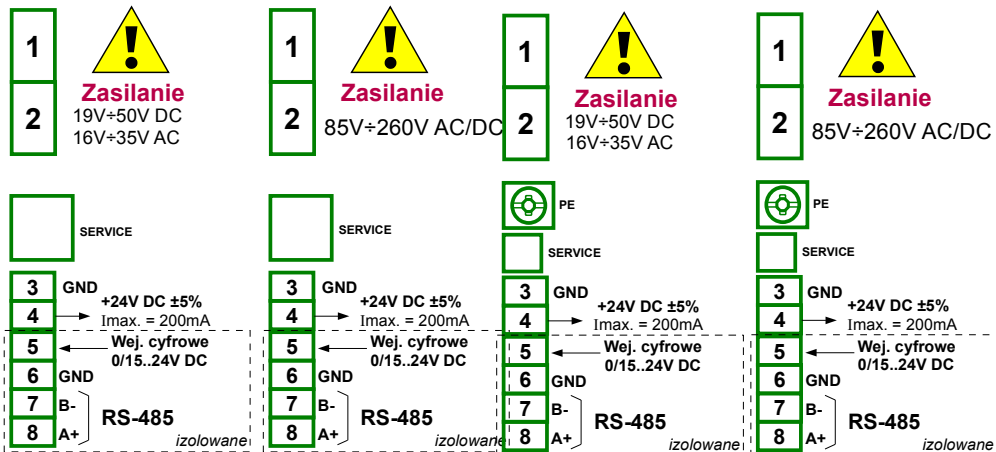 1
2
Zasilanie
19V÷50V DC
16V÷35V AC
SERVICE
3 GND
4 +24V DC ±5%
Imax. = 200mA
5 Wej. cyfrowe
0/15..24V DC
6 GND
7 B-
8 A+
RS-485
izolowane
1
2
Zasilanie
85V÷260V AC/DC
SERVICE
3 GND
4 +24V DC ±5%
Imax. = 200mA
5 Wej. cyfrowe
0/15..24V DC
6 GND
7 B-
8 A+
RS-485
izolowane
1
2
Zasilanie
19V÷50V DC
16V÷35V AC
PE
SERVICE
3 GND
4 +24V DC ±5%
Imax. = 200mA
5 Wej. cyfrowe
0/15..24V DC
6 GND
7 B-
8 A+
RS-485
izolowane
1
2
Zasilanie
85V÷260V AC/DC
PE
SERVICE
3 GND
4 +24V DC ±5%
Imax. = 200mA
5 Wej. cyfrowe
0/15..24V DC
6 GND
7 B-
8 A+
RS-485
izolowane